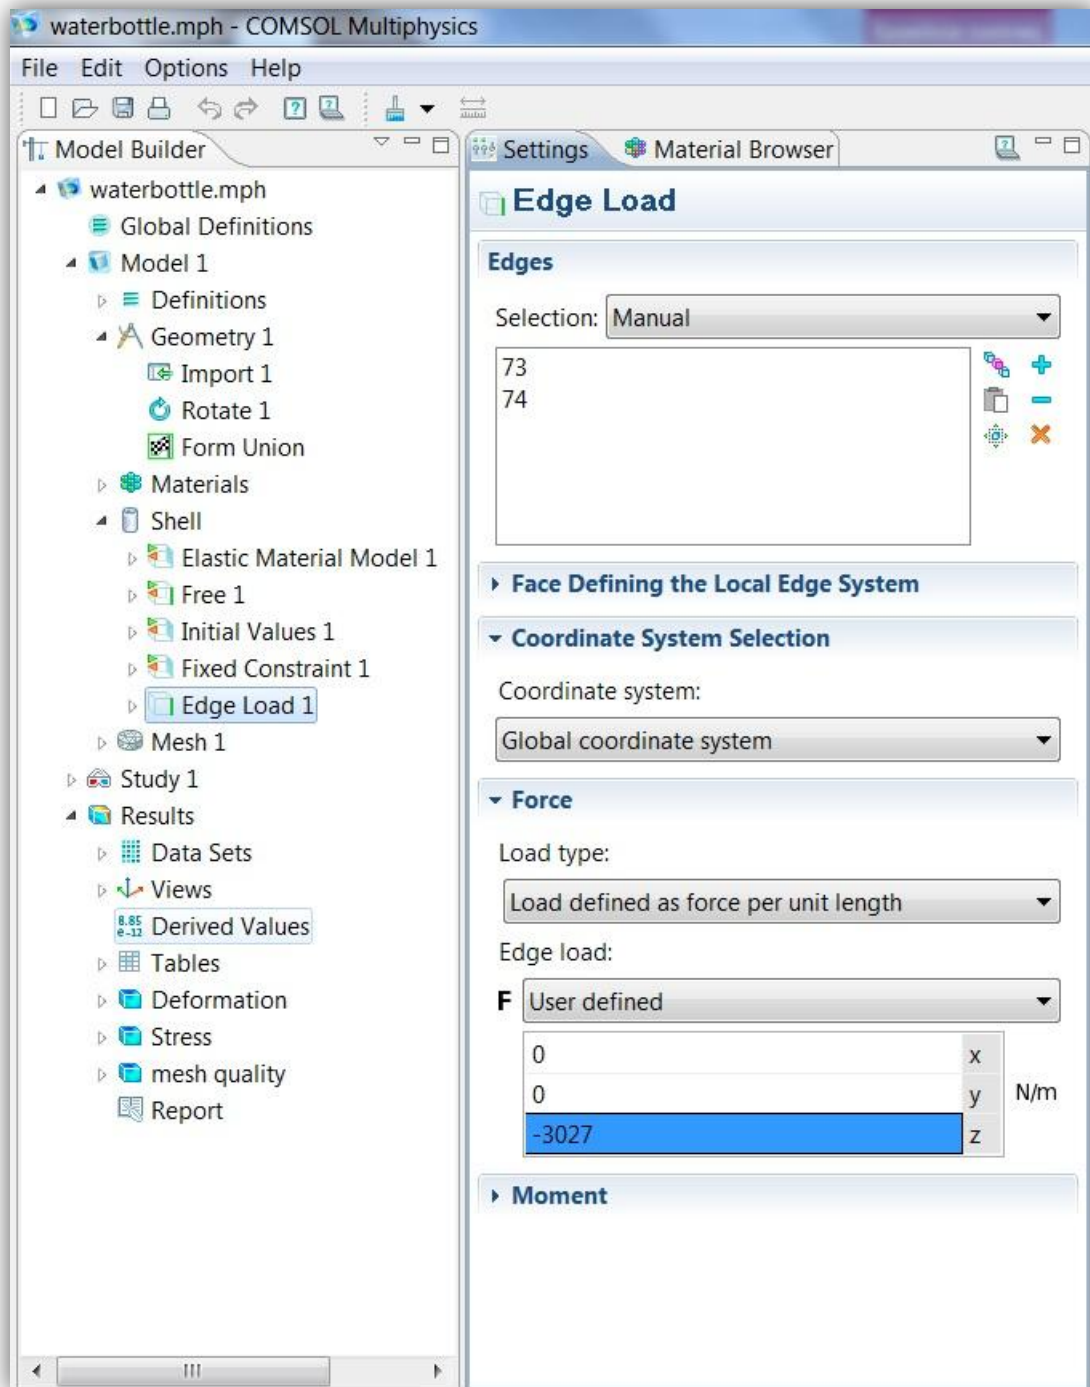 waterbottle.mph - COMSOL Multiphysics
File Edit Options Help
Model Builder
waterbottle.mph
Global Definitions
Model 1
Definitions
Geometry 1
Import 1
Rotate 1
Form Union
Materials
Shell
Elastic Material Model 1
Free 1
Initial Values 1
Fixed Constraint 1
Edge Load 1
Mesh 1
Study 1
Results
Data Sets
Views
8.85
e-12
Derived Values
Tables
Deformation
Stress
mesh quality
Report
Settings
Material Browser
Edge Load
Edges
Selection: Manual
73
74
Face Defining the Local Edge System
Coordinate System Selection
Coordinate system:
Global coordinate system
Force
Load type:
Load defined as force per unit length
Edge load:
F User defined
0 x
0 y N/m
-3027 z
Moment